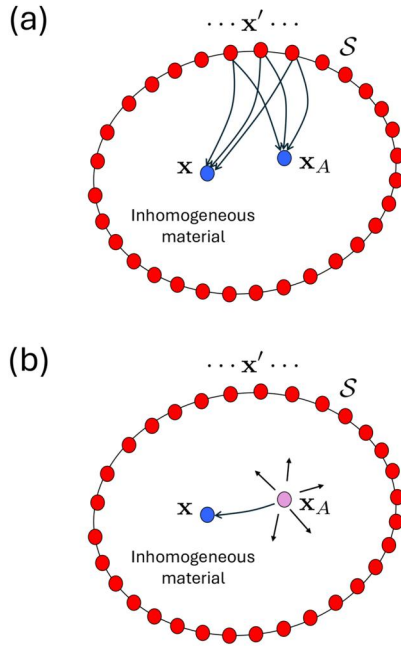 (a)
··· x′ ···
S
x
x_A
Inhomogeneous
material
(b)
··· x′ ···
S
x
x_A
Inhomogeneous
material